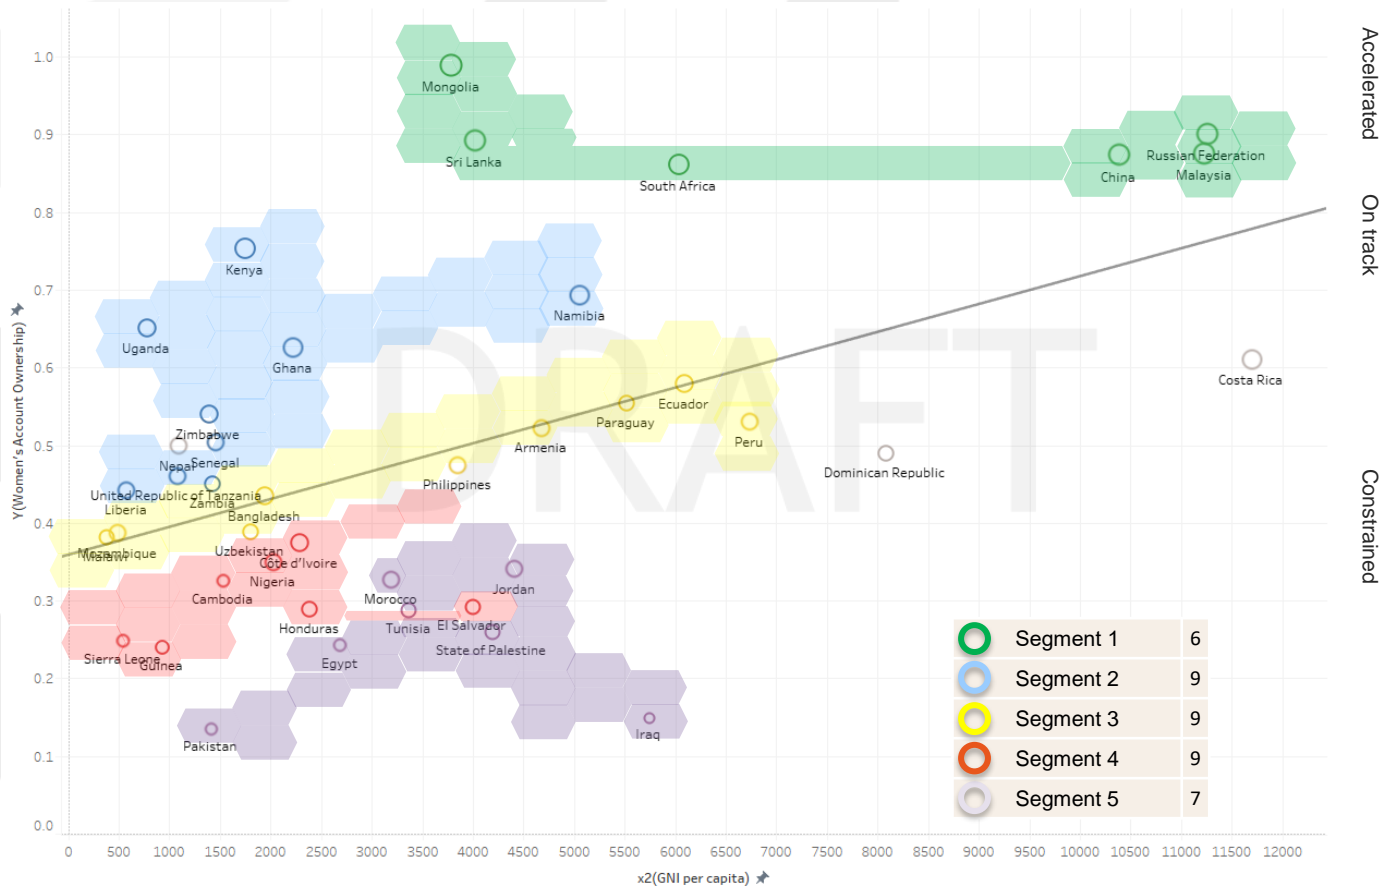 Accelerated
On track
Constrained
Y(Women's Account Ownership)
1.0
0.9
0.8
0.7
0.6
0.5
0.4
0.3
0.2
0.1
0.0
DRAFT
Mongolia
Sri Lanka
South Africa
Russian Federation
China
Malaysia
Kenya
Namibia
Uganda
Ghana
Costa Rica
Ecuador
Paraguay
Peru
Zimbabwe
Armenia
Nepal
Senegal
Dominican Republic
Philippines
United Republic of Tanzania
Zambia
Liberia
Bangladesh
Mozambique
Malawi
Uzbekistan
Côte d'Ivoire
Nigeria
Jordan
Cambodia
Morocco
Honduras
Tunisia
El Salvador
State of Palestine
Sierra Leone
Guinea
Egypt
Pakistan
Iraq
Segment 1 6
Segment 2 9
Segment 3 9
Segment 4 9
Segment 5 7
0 500 1000 1500 2000 2500 3000 3500 4000 4500 5000 5500 6000 6500 7000 7500 8000 8500 9000 9500 10000 10500 11000 11500 12000
x2(GNI per capita)